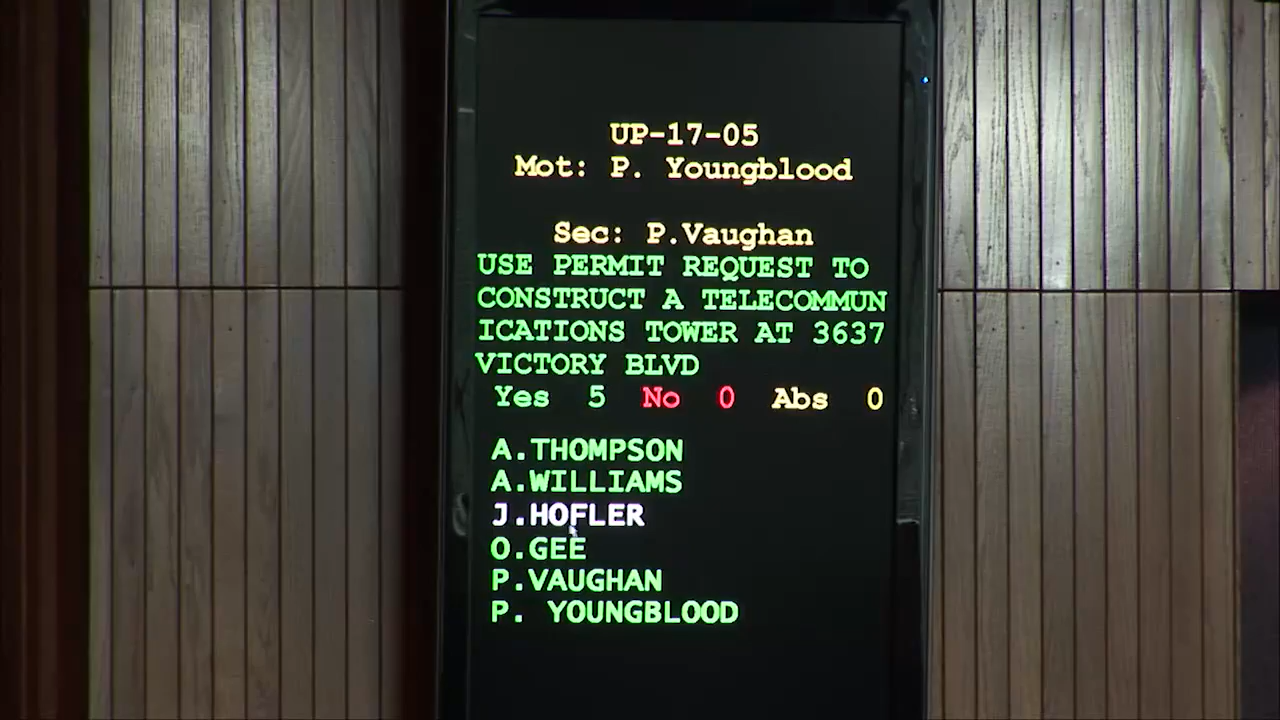 UP-17-05
Mot: P. Youngblood
Sec: P.Vaughan
USE PERMIT REQUEST TO
CONSTRUCT A TELECOMMUN
ICATIONS TOWER AT 3637
VICTORY BLVD
Yes 5 No 0 Abs 0
A.THOMPSON
A.WILLIAMS
J.HOFLER
O.GEE
P.VAUGHAN
P. YOUNGBLOOD